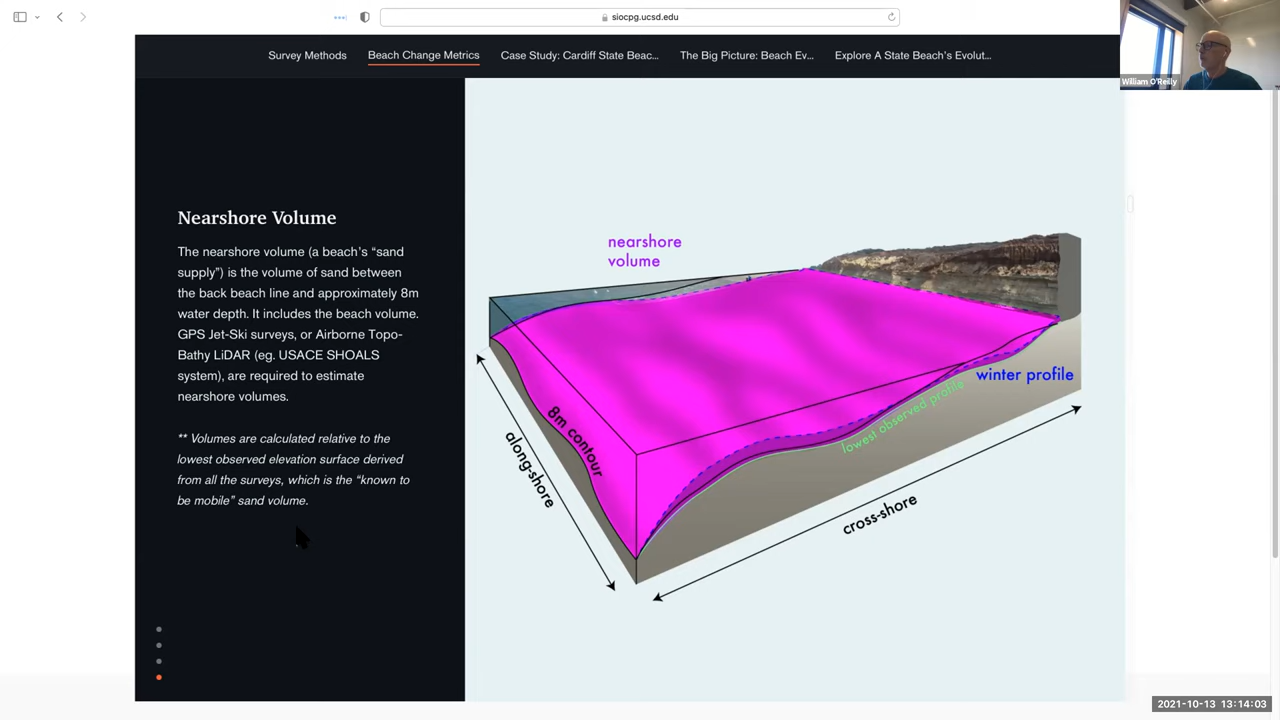 siocpg.ucsd.edu
William O'Reilly
Survey Methods
Beach Change Metrics
Case Study: Cardiff State Beac...
The Big Picture: Beach Ev...
Explore A State Beach's Evolut...
Nearshore Volume
The nearshore volume (a beach's “sand
supply”) is the volume of sand between
the back beach line and approximately 8m
water depth. It includes the beach volume.
GPS Jet-Ski surveys, or Airborne Topo-
Bathy LiDAR (eg. USACE SHOALS
system), are required to estimate
nearshore volumes.
** Volumes are calculated relative to the
lowest observed elevation surface derived
from all the surveys, which is the “known to
be mobile” sand volume.
nearshore
volume
winter profile
lowest observed profile
8m contour
along-shore
cross-shore
2021-10-13 13:14:03